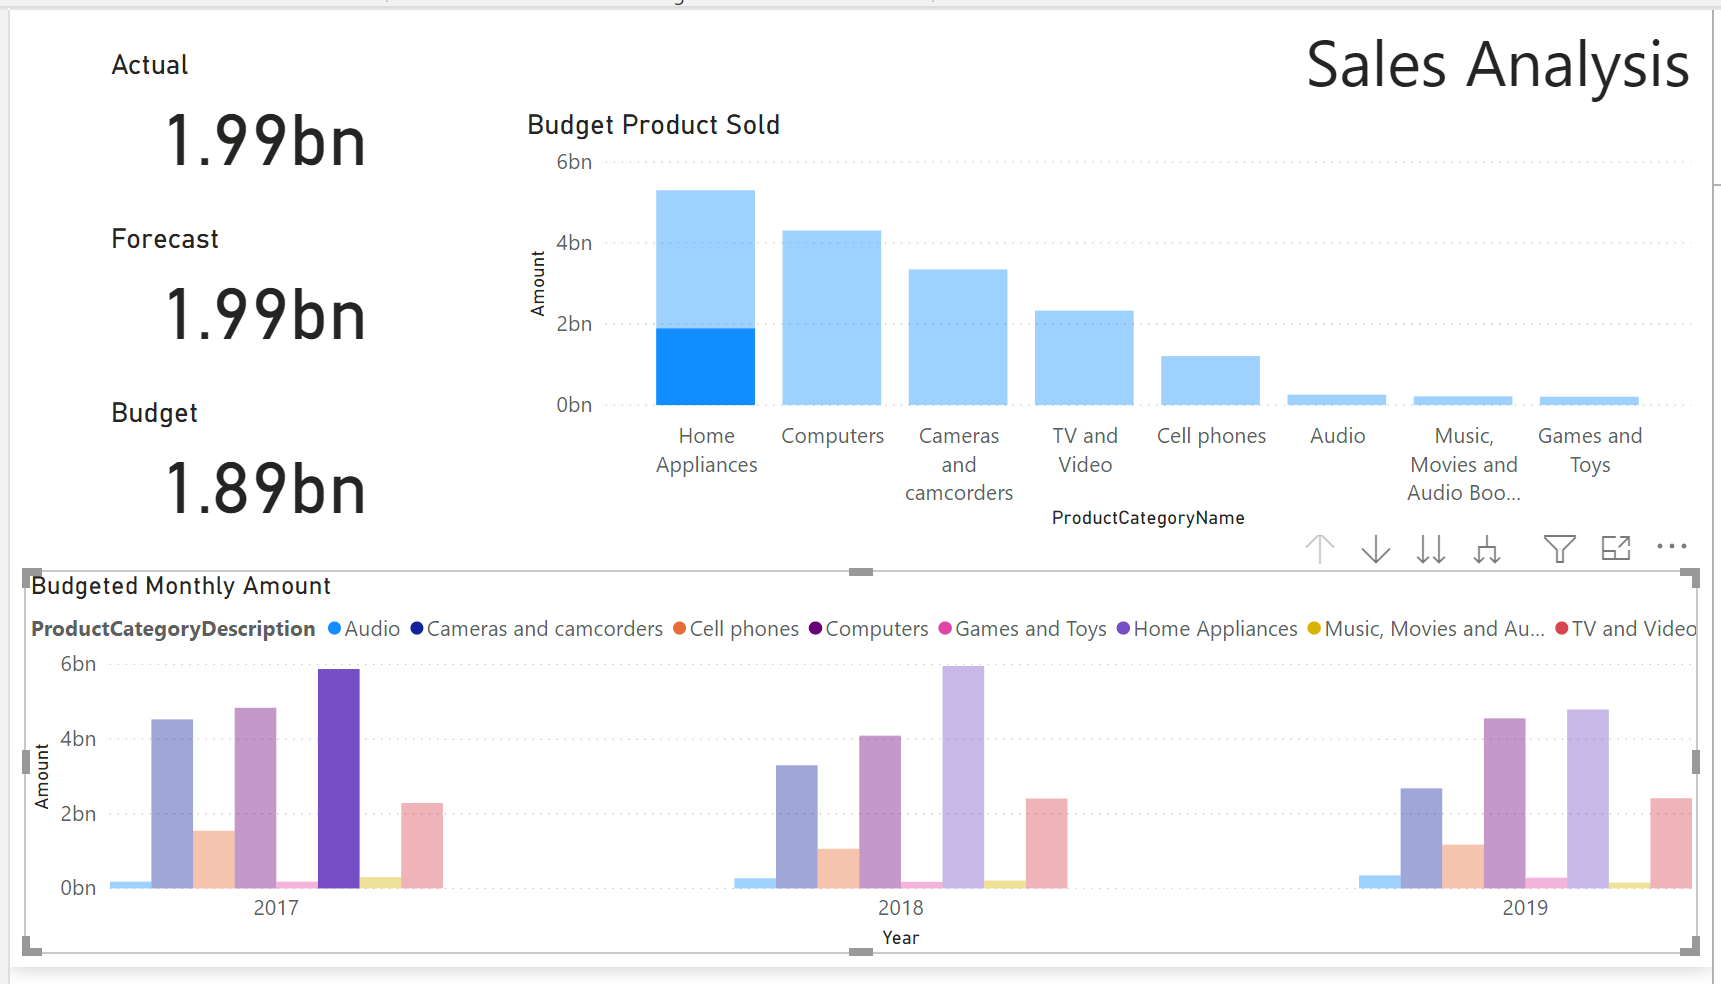 Sales Analysis
Actual
1.99bn
Forecast
1.99bn
Budget
1.89bn
Budget Product Sold
6bn
4bn
2bn
0bn
Amount
Home Appliances
Computers
Cameras and camcorders
TV and Video
Cell phones
Audio
Music, Movies and Audio Boo...
Games and Toys
ProductCategoryName
Budgeted Monthly Amount
ProductCategoryDescription Audio Cameras and camcorders Cell phones Computers Games and Toys Home Appliances Music, Movies and Au... TV and Video
6bn
4bn
2bn
0bn
Amount
2017 2018 2019
Year